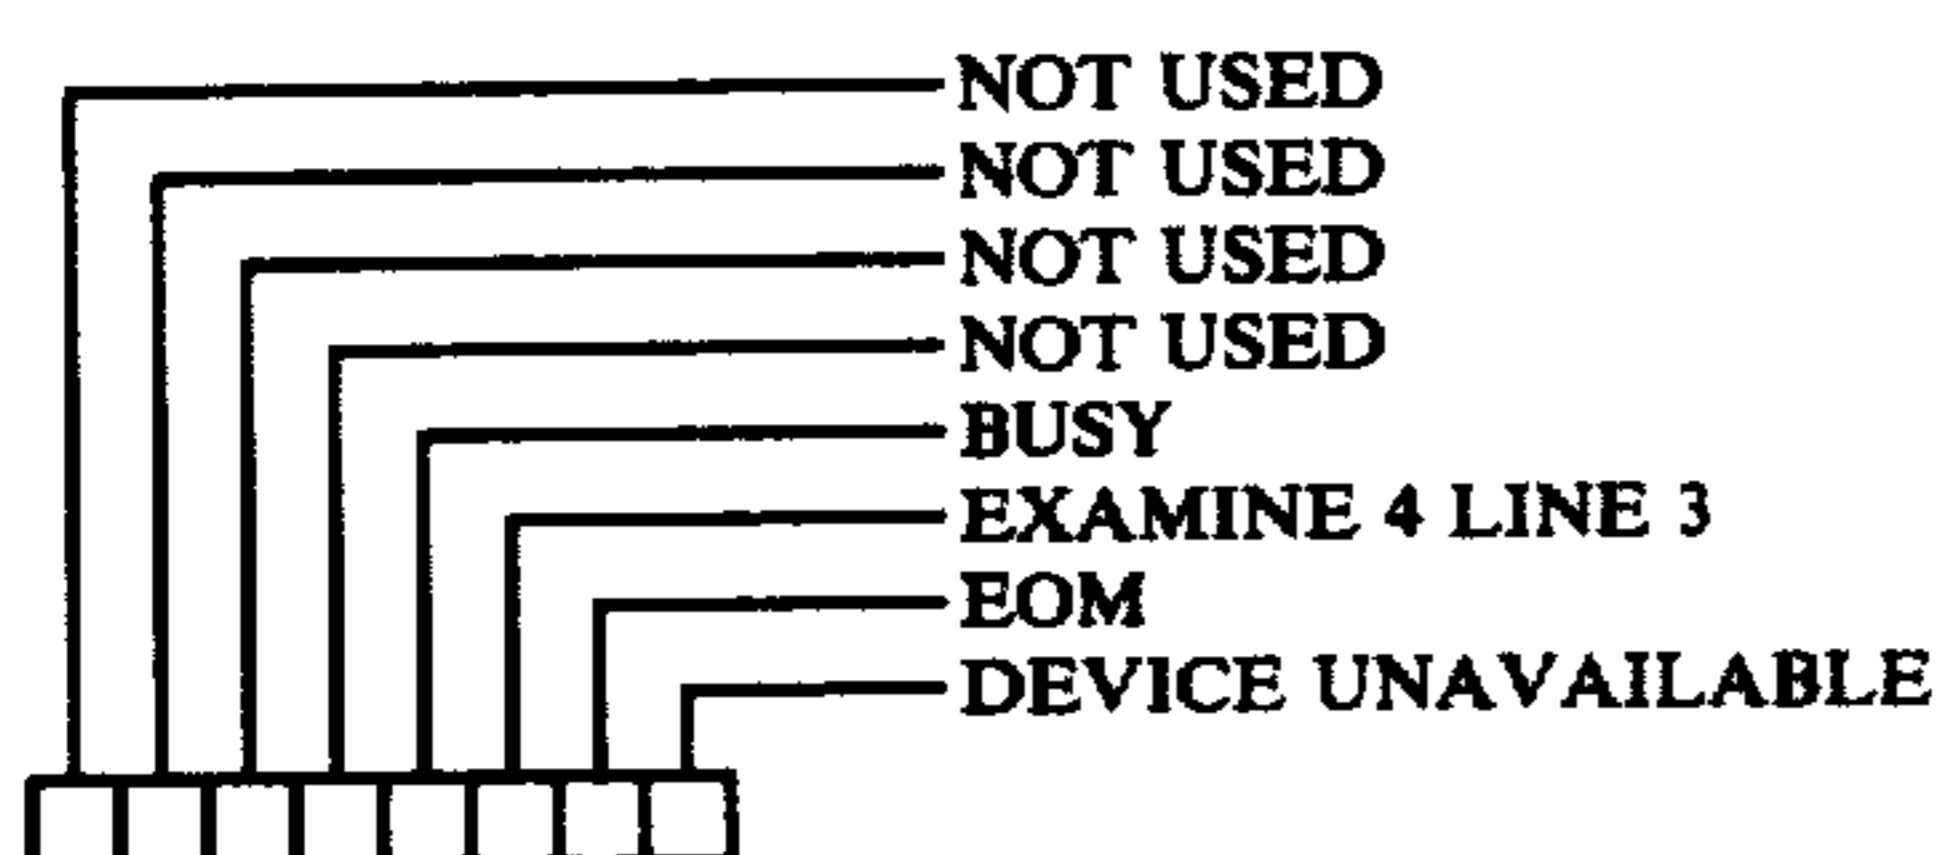 NOT USED
NOT USED
NOT USED
NOT USED
BUSY
EXAMINE 4 LINE 3
EOM
DEVICE UNAVAILABLE